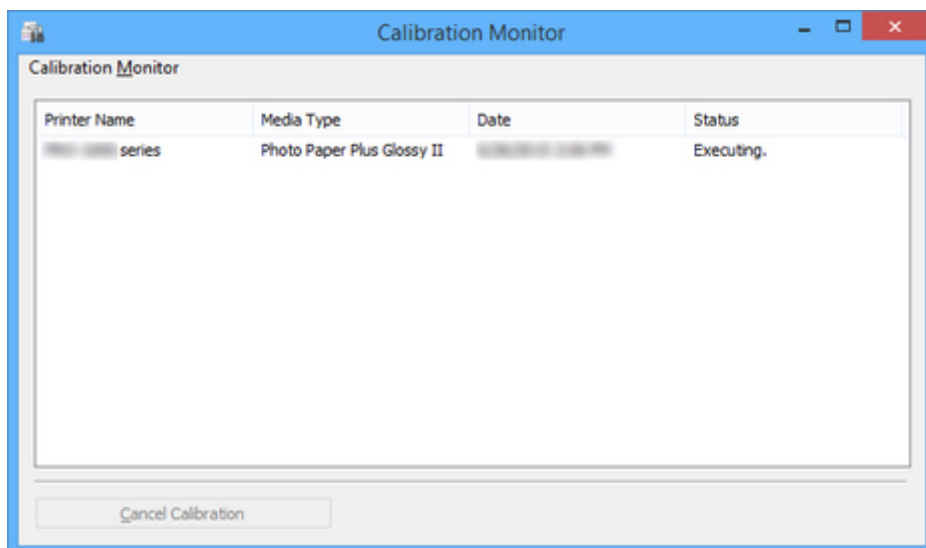 Calibration Monitor
Calibration Monitor
Printer Name Media Type Date Status
series Photo Paper Plus Glossy II Executing.
Cancel Calibration